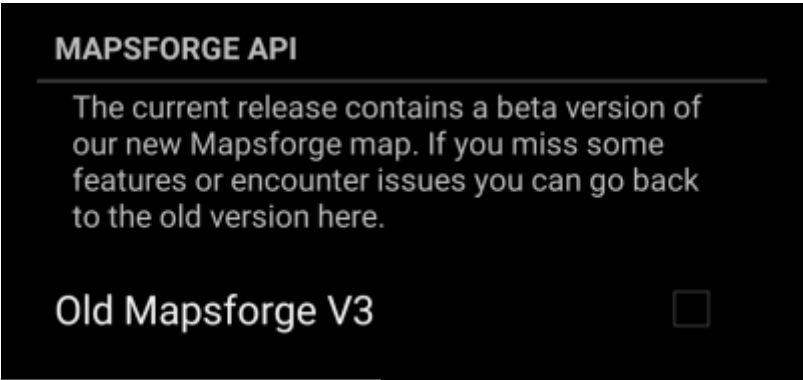 MAPSFORGE API
The current release contains a beta version of
our new Mapsforge map. If you miss some
features or encounter issues you can go back
to the old version here.
Old Mapsforge V3